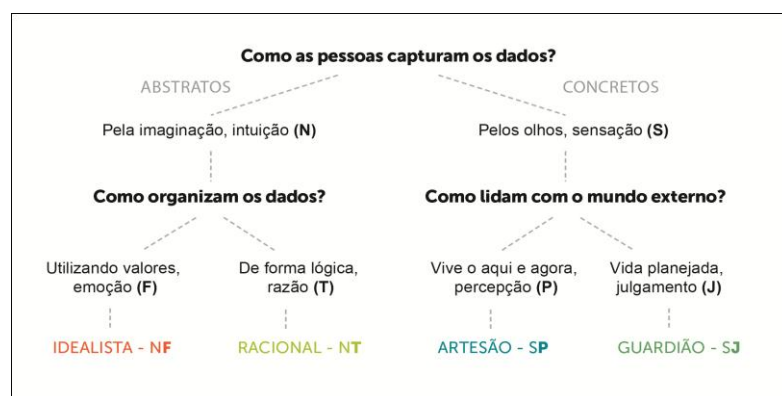 Como as pessoas capturam os dados?
ABSTRATOS
CONCRETOS
Pela imaginação, intuição (N)
Pelos olhos, sensação (S)
Como organizam os dados?
Como lidam com o mundo externo?
Utilizando valores,
emoção (F)
De forma lógica,
razão (T)
Vive o aqui e agora,
percepção (P)
Vida planejada,
julgamento (J)
IDEALISTA - NF
RACIONAL - NT
ARTESÃO - SP
GUARDIÃO - SJ